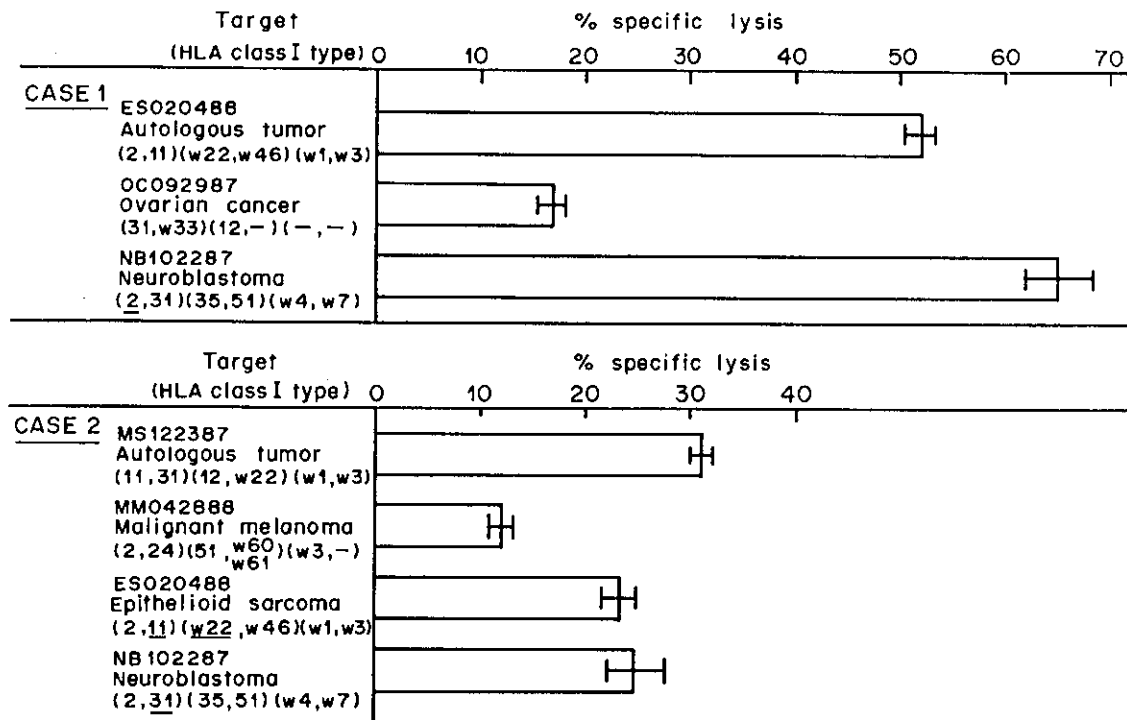 Target % specific lysis
(HLA class I type) 0 10 20 30 40 50 60 70
CASE 1
ES020488
Autologous tumor
(2,11)(w22,w46)(w1,w3)
OC092987
Ovarian cancer
(31,w33)(12,-)(-,-)
NB102287
Neuroblastoma
(2,31)(35,51)(w4,w7)
Target % specific lysis
(HLA class I type) 0 10 20 30 40
CASE 2
MS122387
Autologous tumor
(11,31)(12,w22)(w1,w3)
MM042888
Malignant melanoma
(2,24)(51,w60 w61)(w3,-)
ES020488
Epithelioid sarcoma
(2,11)(w22,w46)(w1,w3)
NB102287
Neuroblastoma
(2,31)(35,51)(w4,w7)